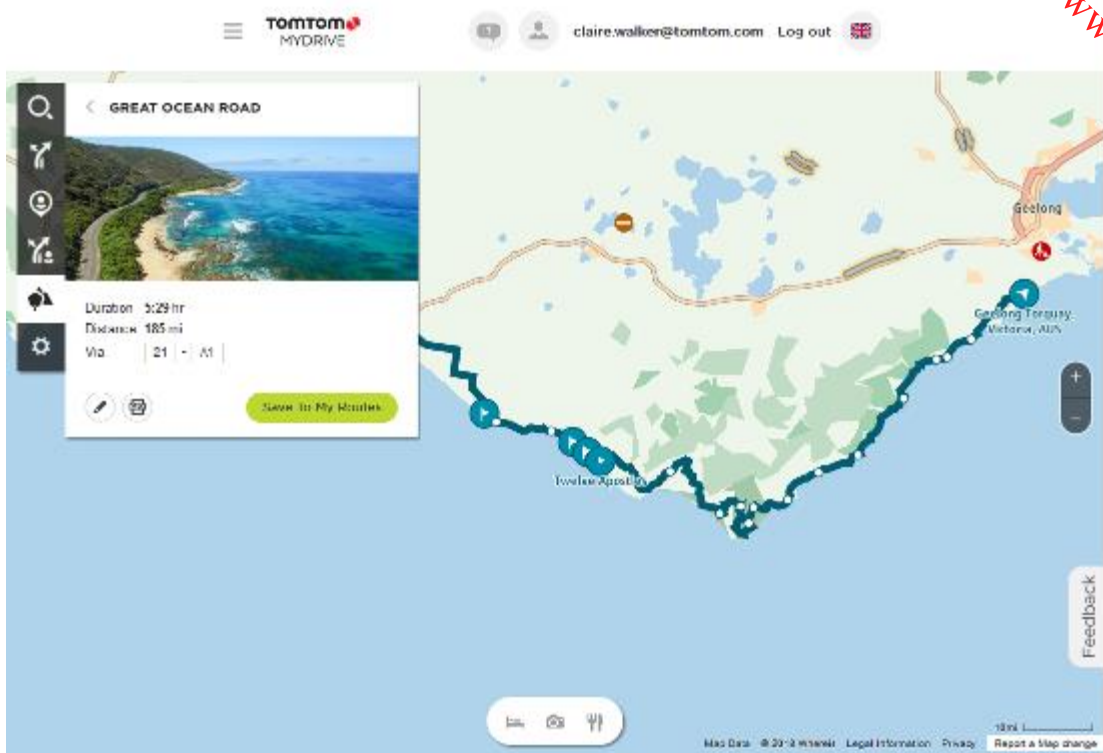 TOMTOM
MYDRIVE
claire.walker@tomtom.com Log out
GREAT OCEAN ROAD
Duration 5:29 hr
Distance 185 mi
Via 21 - A1
Save To My Routes
Geelong
Geelong Torquay,
Victoria, AUS
Twelve Apostles
+
-
Feedback
Map Data Legal Information Privacy Report a Map change